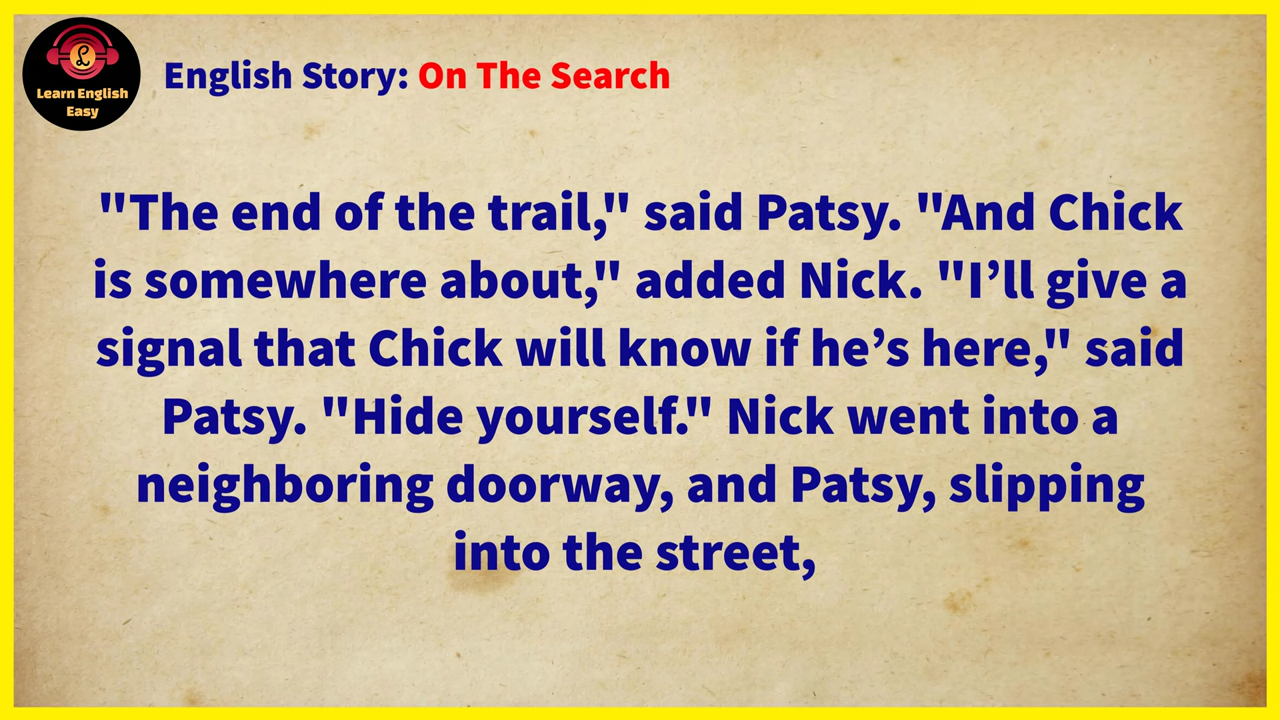 Learn English
Easy
English Story: On The Search
"The end of the trail," said Patsy. "And Chick
is somewhere about," added Nick. "I’ll give a
signal that Chick will know if he’s here," said
Patsy. "Hide yourself." Nick went into a
neighboring doorway, and Patsy, slipping
into the street,